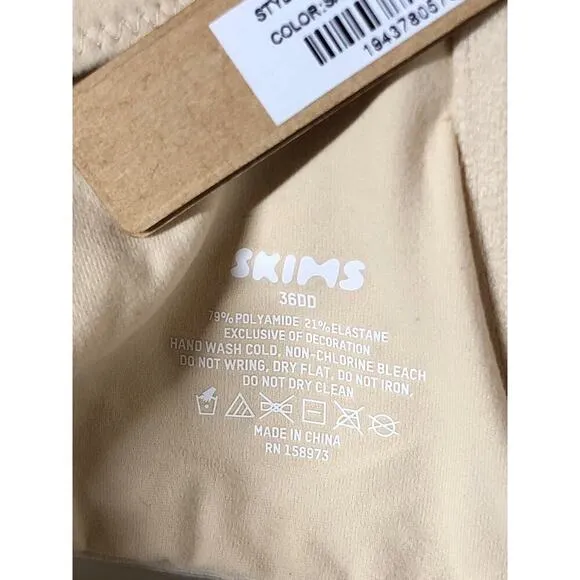 COLOR:
SKIMS
36DD
79% POLYAMIDE 21% ELASTANE
EXCLUSIVE OF DECORATION
HAND WASH COLD, NON-CHLORINE BLEACH
DO NOT WRING, DRY FLAT, DO NOT IRON,
DO NOT DRY CLEAN
MADE IN CHINA
RN 158973